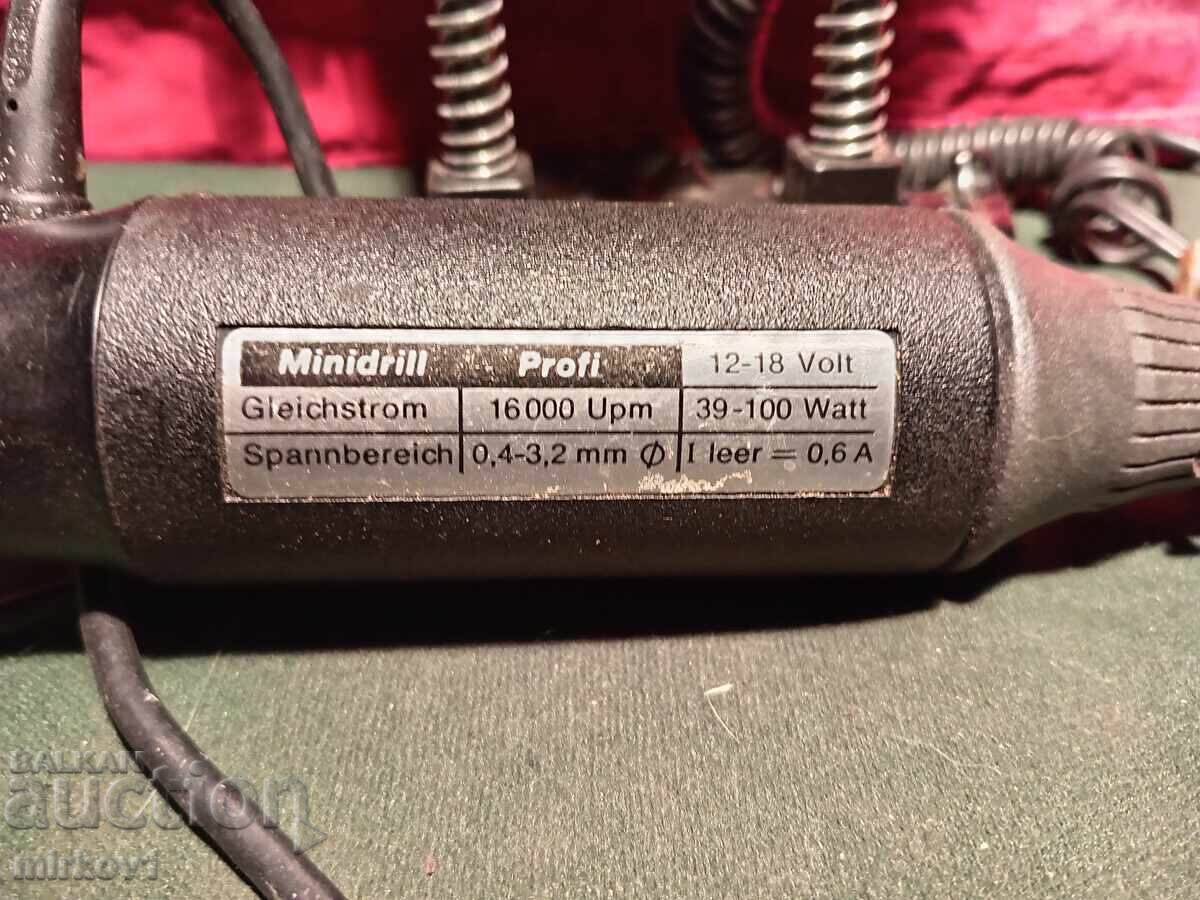 Minidrill Profi 12-18 Volt
Gleichstrom 16000 Upm 39-100 Watt
Spannbereich 0,4-3,2 mm Ø I leer = 0,6 A
BALKAN
auction
mirkoy1